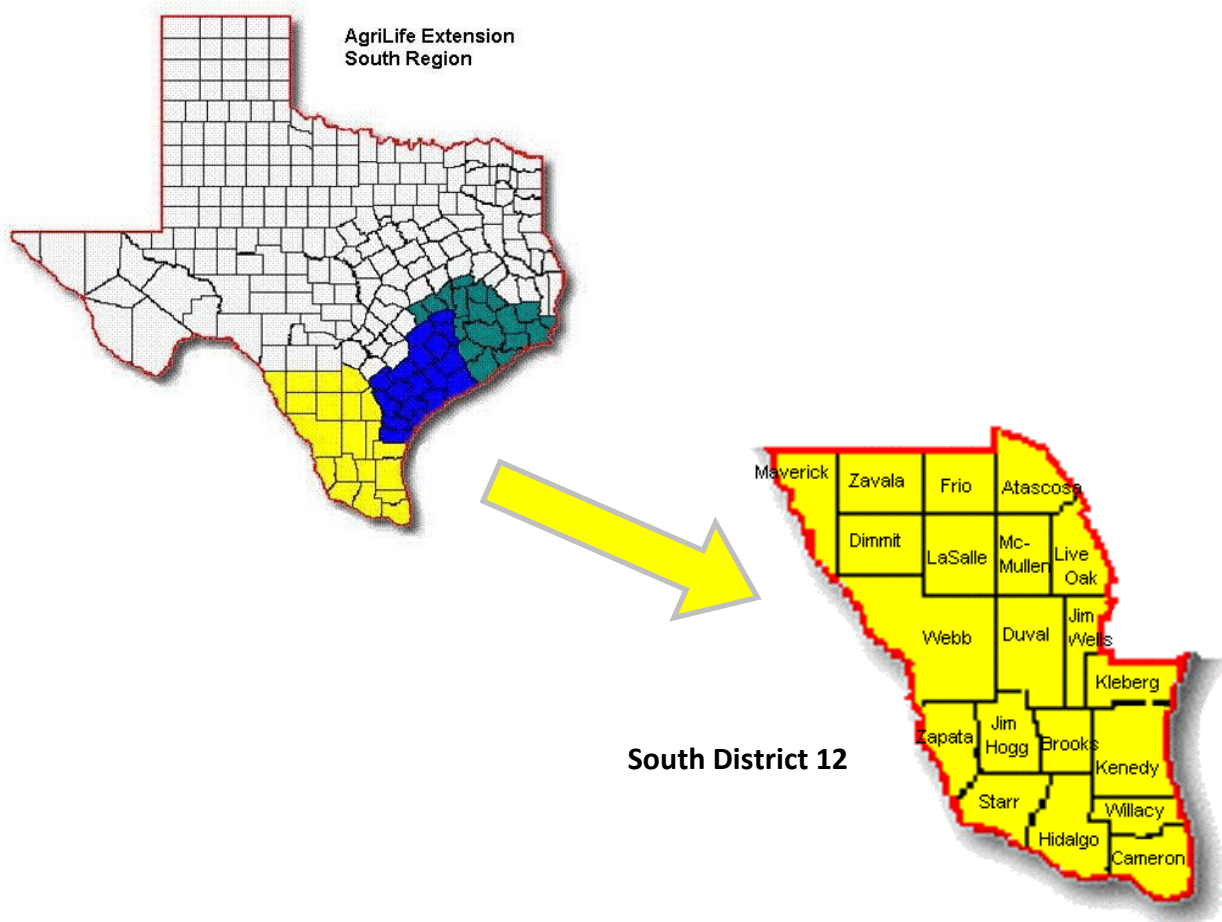 AgriLife Extension
South Region
Maverick
Zavala
Frio
Atascosa
Dimmit
LaSalle
Mc-
Mullen
Live
Oak
Webb
Duval
Jim
Wells
Kleberg
Zapata
Jim
Hogg
Brooks
Kenedy
South District 12
Starr
Willacy
Hidalgo
Cameron